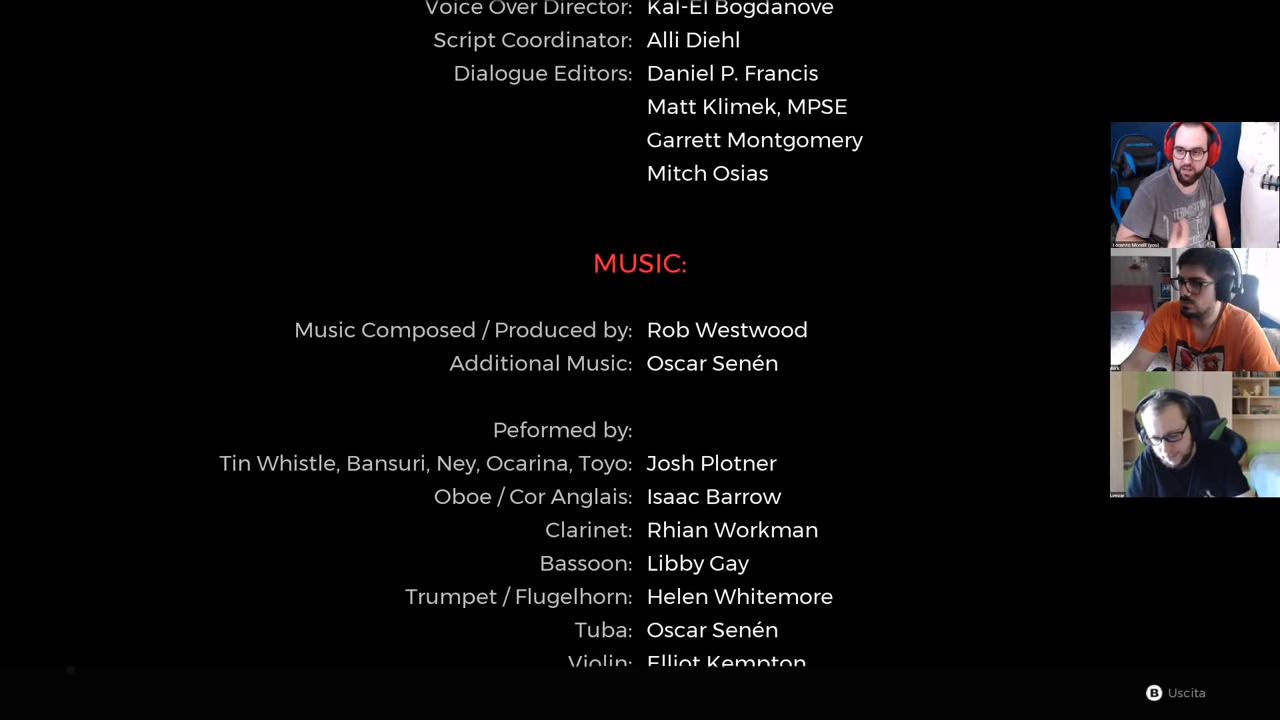 Voice Over Director: Kal-El Bogdanove
Script Coordinator: Alli Diehl
Dialogue Editors: Daniel P. Francis
Matt Klimek, MPSE
Garrett Montgomery
Mitch Osias
MUSIC:
Music Composed / Produced by: Rob Westwood
Additional Music: Oscar Senén
Peformed by:
Tin Whistle, Bansuri, Ney, Ocarina, Toyo: Josh Plotner
Oboe / Cor Anglais: Isaac Barrow
Clarinet: Rhian Workman
Bassoon: Libby Gay
Trumpet / Flugelhorn: Helen Whitemore
Tuba: Oscar Senén
Violin: Elliot Kempton
B Uscita